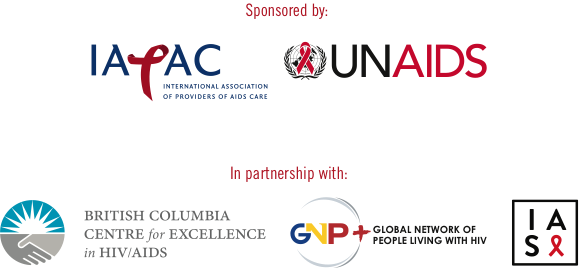 Sponsored by:
IAPAC
INTERNATIONAL ASSOCIATION
OF PROVIDERS OF AIDS CARE
UNAIDS
In partnership with:
BRITISH COLUMBIA
CENTRE for EXCELLENCE
in HIV/AIDS
GNP+
GLOBAL NETWORK OF
PEOPLE LIVING WITH HIV
IA
S